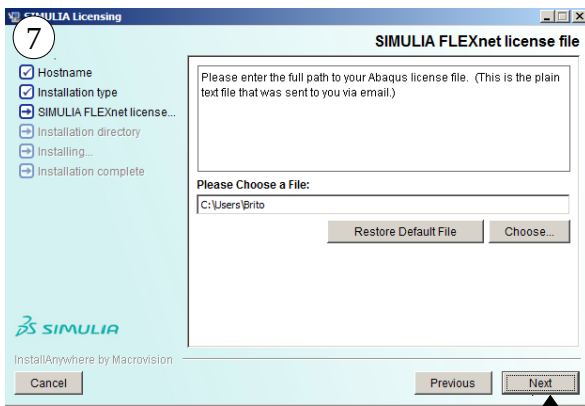 SIMULIA Licensing
7
SIMULIA FLEXnet license file
Hostname
Installation type
SIMULIA FLEXnet license...
Installation directory
Installing...
Installation complete
Please enter the full path to your Abaqus license file. (This is the plain
text file that was sent to you via email.)
Please Choose a File:
C:\Users\Brito
Restore Default File
Choose...
SIMULIA
InstallAnywhere by Macrovision
Cancel
Previous
Next